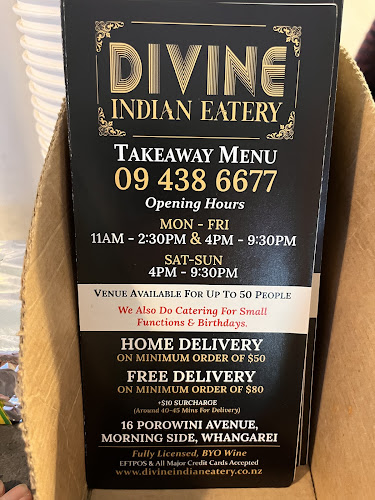 DIVINE
INDIAN EATERY
TAKEAWAY MENU
09 438 6677
Opening Hours
MON - FRI
11AM - 2:30PM & 4PM - 9:30PM
SAT-SUN
4PM - 9:30PM
VENUE AVAILABLE FOR UP TO 50 PEOPLE
We Also Do Catering For Small
Functions & Birthdays.
HOME DELIVERY
ON MINIMUM ORDER OF $50
FREE DELIVERY
ON MINIMUM ORDER OF $80
+$10 SURCHARGE
(Around 40-45 Mins For Delivery)
16 POROWINI AVENUE,
MORNING SIDE, WHANGAREI
Fully Licensed, BYO Wine
EFTPOS & All Major Credit Cards Accepted
www.divineindianeatery.co.nz